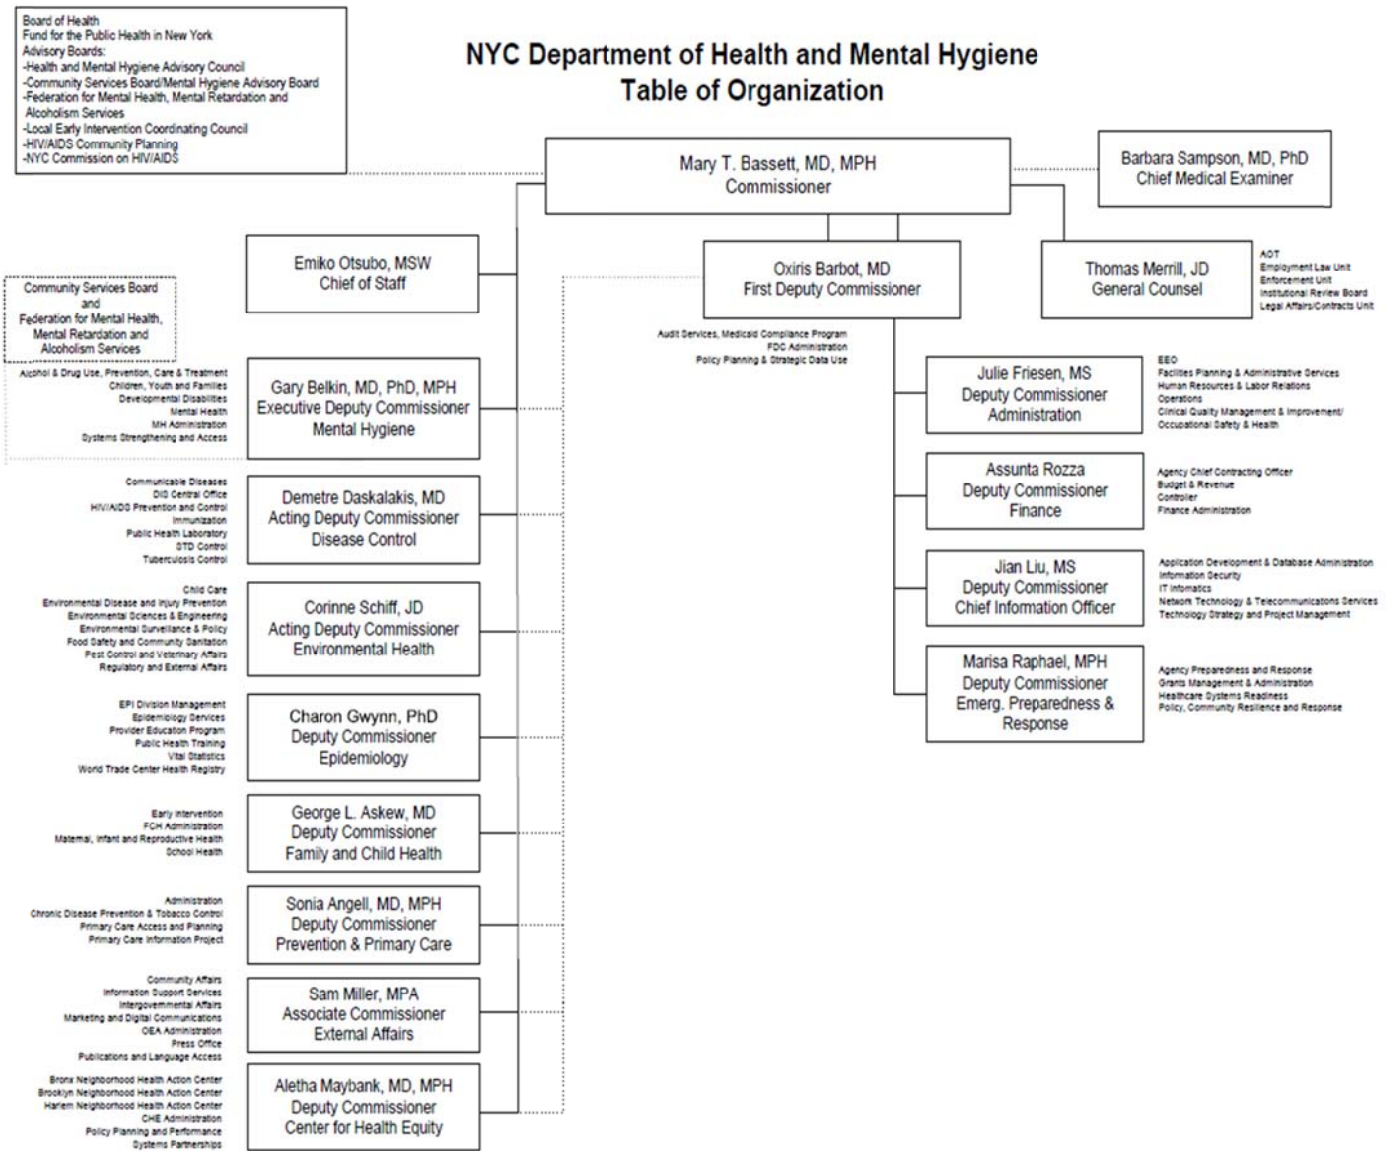 Board of Health
Fund for the Public Health in New York
Advisory Boards:
-Health and Mental Hygiene Advisory Council
-Community Services Board/Mental Hygiene Advisory Board
-Federation for Mental Health, Mental Retardation and
Alcoholism Services
-Local Early Intervention Coordinating Council
-HIV/AIDS Community Planning
-NYC Commission on HIV/AIDS
NYC Department of Health and Mental Hygiene
Table of Organization
Mary T. Bassett, MD, MPH
Commissioner
Barbara Sampson, MD, PhD
Chief Medical Examiner
Emiko Otsubo, MSW
Chief of Staff
Oxiris Barbot, MD
First Deputy Commissioner
Audit Services, Medicaid Compliance Program
FDC Administration
Policy Planning & Strategic Data Use
Thomas Merrill, JD
General Counsel
AOT
Employment Law Unit
Enforcement Unit
Institutional Review Board
Legal Affairs/Contracts Unit
Community Services Board
and
Federation for Mental Health,
Mental Retardation and
Alcoholism Services
Alcohol & Drug Use, Prevention, Care & Treatment
Children, Youth and Families
Developmental Disabilities
Mental Health
MH Administration
Systems Strengthening and Access
Gary Belkin, MD, PhD, MPH
Executive Deputy Commissioner
Mental Hygiene
Communicable Diseases
DIS Central Office
HIV/AIDS Prevention and Control
Immunization
Public Health Laboratory
STD Control
Tuberculosis Control
Demetre Daskalakis, MD
Acting Deputy Commissioner
Disease Control
Child Care
Environmental Disease and Injury Prevention
Environmental Sciences & Engineering
Environmental Surveillance & Policy
Food Safety and Community Sanitation
Pest Control and Veterinary Affairs
Regulatory and External Affairs
Corinne Schiff, JD
Acting Deputy Commissioner
Environmental Health
EPI Division Management
Epidemiology Services
Provider Education Program
Public Health Training
Vital Statistics
World Trade Center Health Registry
Charon Gwynn, PhD
Deputy Commissioner
Epidemiology
Early Intervention
FCH Administration
Maternal, Infant and Reproductive Health
School Health
George L. Askew, MD
Deputy Commissioner
Family and Child Health
Administration
Chronic Disease Prevention & Tobacco Control
Primary Care Access and Planning
Primary Care Information Project
Sonia Angell, MD, MPH
Deputy Commissioner
Prevention & Primary Care
Community Affairs
Information Support Services
Intergovernmental Affairs
Marketing and Digital Communications
OEA Administration
Press Office
Publications and Language Access
Sam Miller, MPA
Associate Commissioner
External Affairs
Bronx Neighborhood Health Action Center
Brooklyn Neighborhood Health Action Center
Harlem Neighborhood Health Action Center
CHE Administration
Policy Planning and Performance
Systems Partnerships
Aletha Maybank, MD, MPH
Deputy Commissioner
Center for Health Equity
Julie Friesen, MS
Deputy Commissioner
Administration
EEO
Facilities Planning & Administrative Services
Human Resources & Labor Relations
Operations
Clinical Quality Management & Improvement/
Occupational Safety & Health
Assunta Rozza
Deputy Commissioner
Finance
Agency Chief Contracting Officer
Budget & Revenue
Controller
Finance Administration
Jian Liu, MS
Deputy Commissioner
Chief Information Officer
Application Development & Database Administration
Information Security
IT Infomatics
Network Technology & Telecommunications Services
Technology Strategy and Project Management
Marisa Raphael, MPH
Deputy Commissioner
Emerg. Preparedness &
Response
Agency Preparedness and Response
Grants Management & Administration
Healthcare Systems Readiness
Policy, Community Resilience and Response